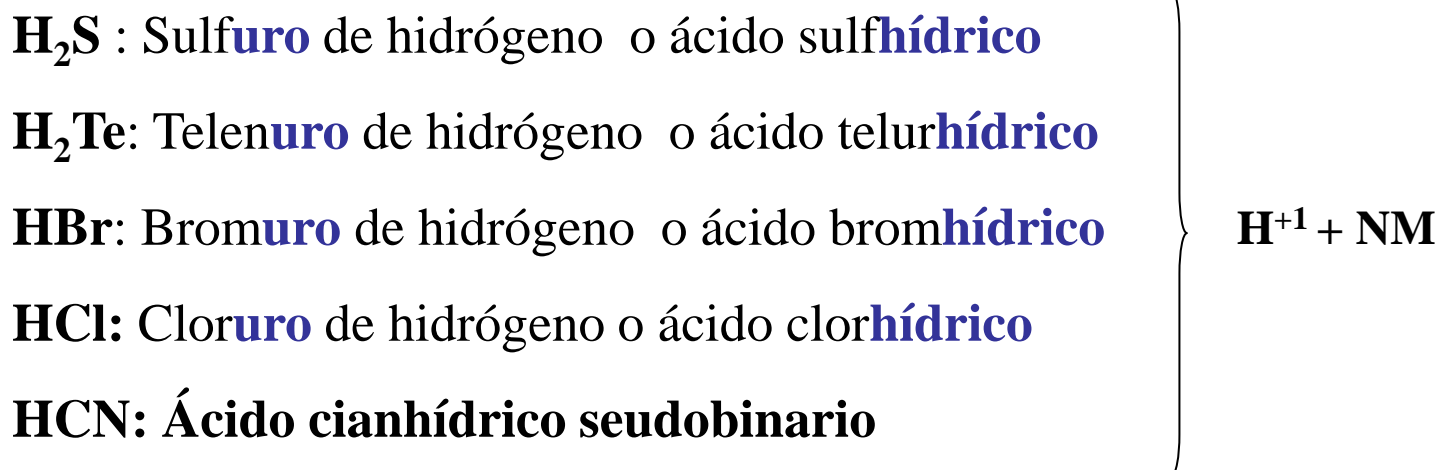 H₂S : Sulfuro de hidrógeno o ácido sulfhídrico
H₂Te: Telenuro de hidrógeno o ácido telurhídrico
HBr: Bromuro de hidrógeno o ácido bromhídrico
H⁺¹ + NM
HCl: Cloruro de hidrógeno o ácido clorhídrico
HCN: Ácido cianhídrico seudobinario